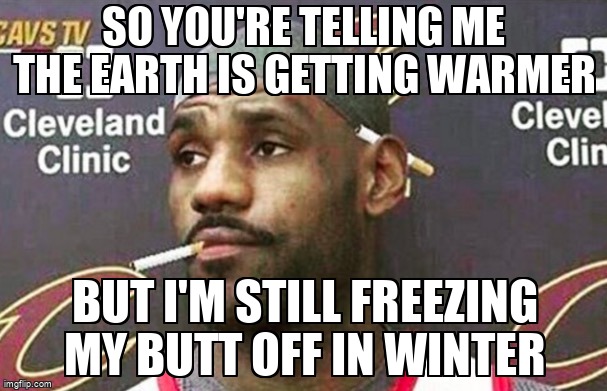 CAVS TV
SO YOU'RE TELLING ME
THE EARTH IS GETTING WARMER
Cleveland
Clinic
Clevel
Clin
BUT I'M STILL FREEZING
MY BUTT OFF IN WINTER
imgflip.com